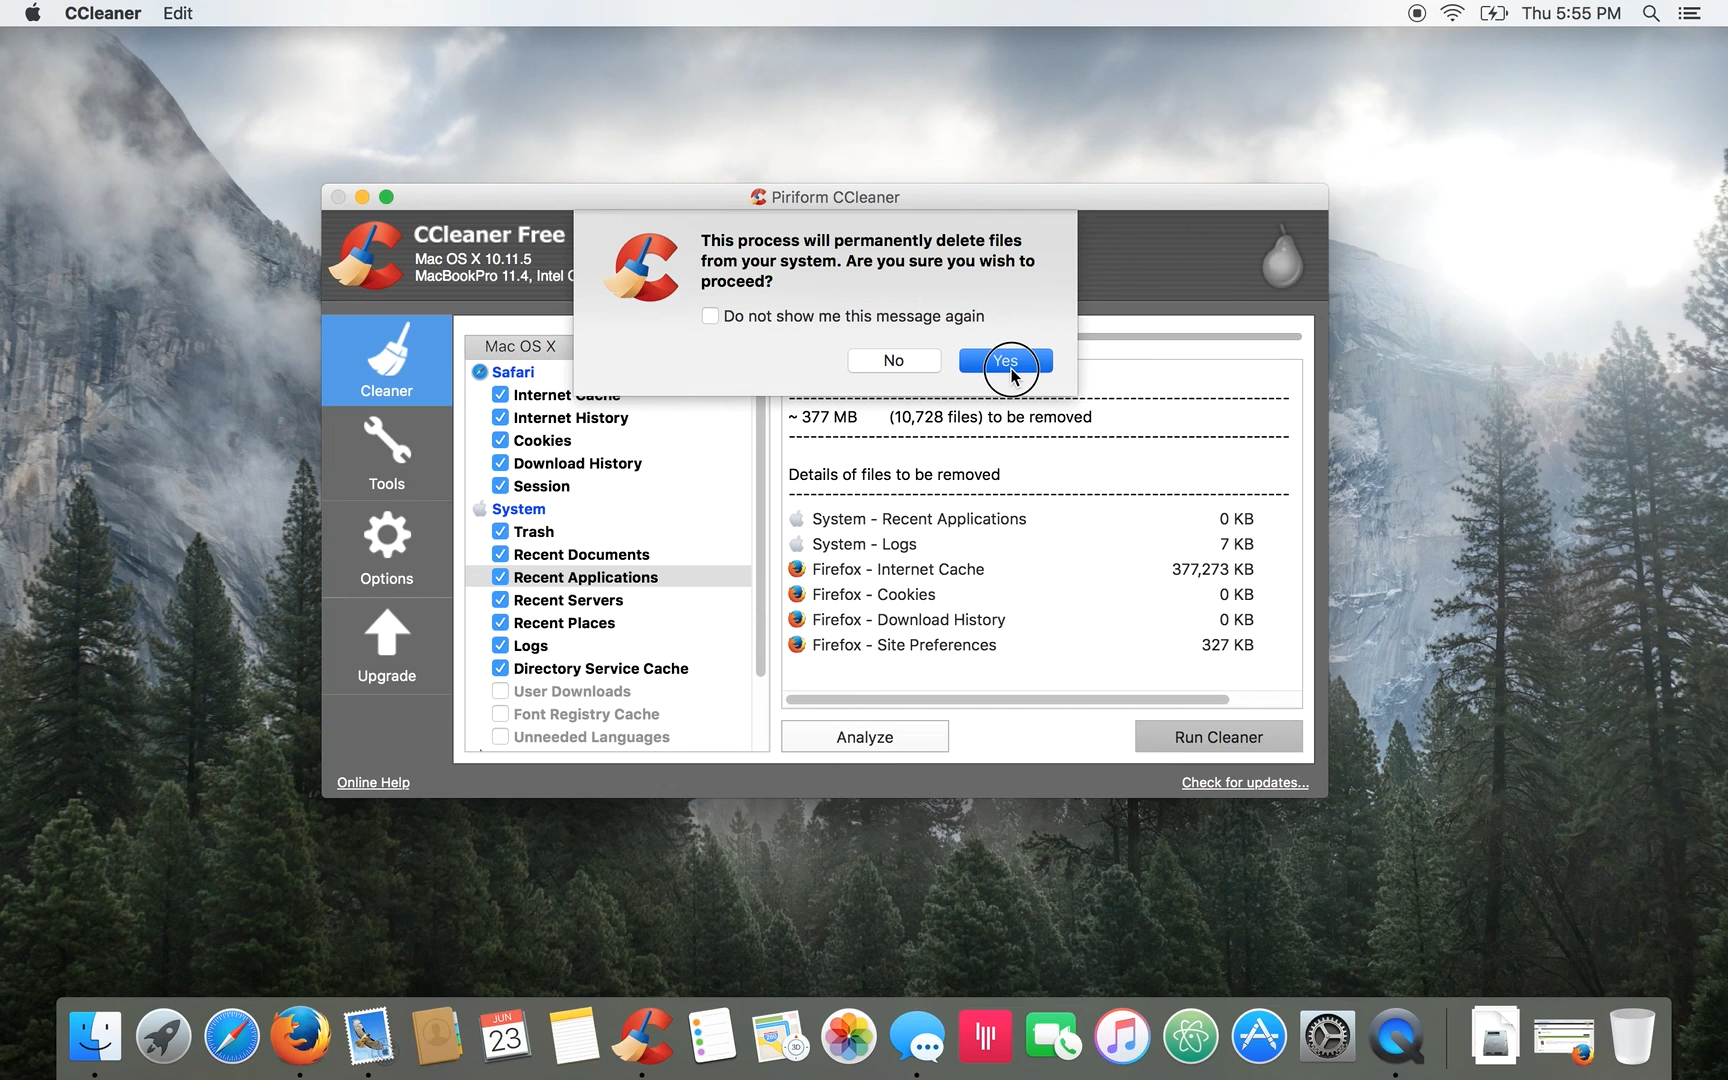 CCleaner Edit Thu 5:55 PM
Piriform CCleaner
CCleaner Free
Mac OS X 10.11.5
MacBookPro 11.4, Intel C
This process will permanently delete files
from your system. Are you sure you wish to
proceed?
Do not show me this message again
No Yes
Cleaner
Tools
Options
Upgrade
Mac OS X
Safari
Internet Cache
Internet History
Cookies
Download History
Session
System
Trash
Recent Documents
Recent Applications
Recent Servers
Recent Places
Logs
Directory Service Cache
User Downloads
Font Registry Cache
Unneeded Languages
~ 377 MB (10,728 files) to be removed
Details of files to be removed
System - Recent Applications 0 KB
System - Logs 7 KB
Firefox - Internet Cache 377,273 KB
Firefox - Cookies 0 KB
Firefox - Download History 0 KB
Firefox - Site Preferences 327 KB
Analyze Run Cleaner
Online Help Check for updates...
JUN
23
3D